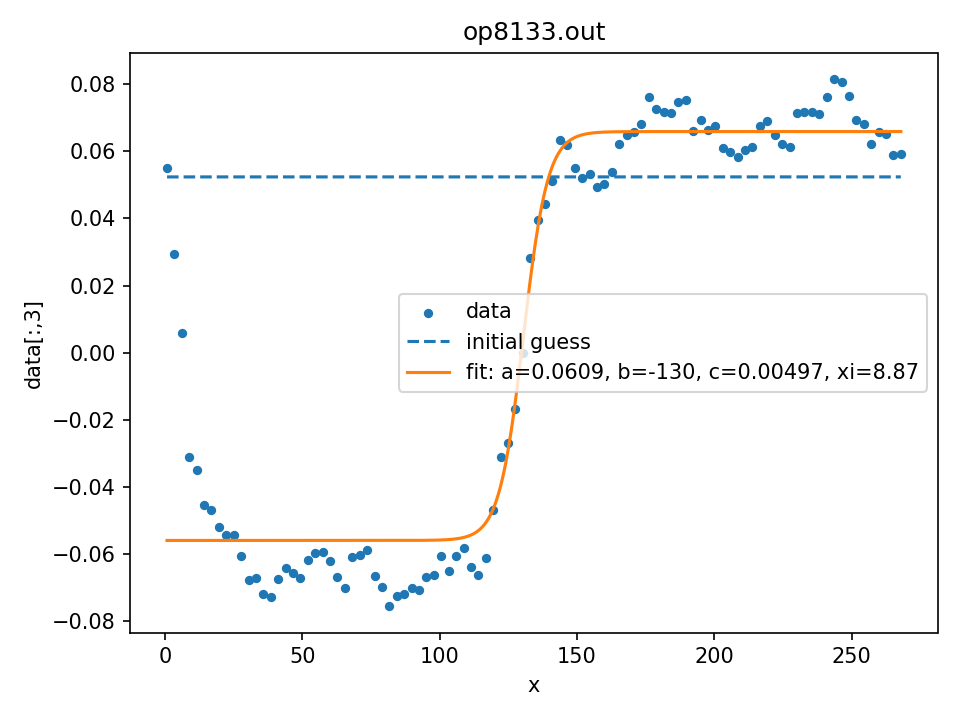 op8133.out
0.08
0.06
0.04
0.02
0.00
−0.02
−0.04
−0.06
−0.08
data[:,3]
data
initial guess
fit: a=0.0609, b=-130, c=0.00497, xi=8.87
0 50 100 150 200 250
x